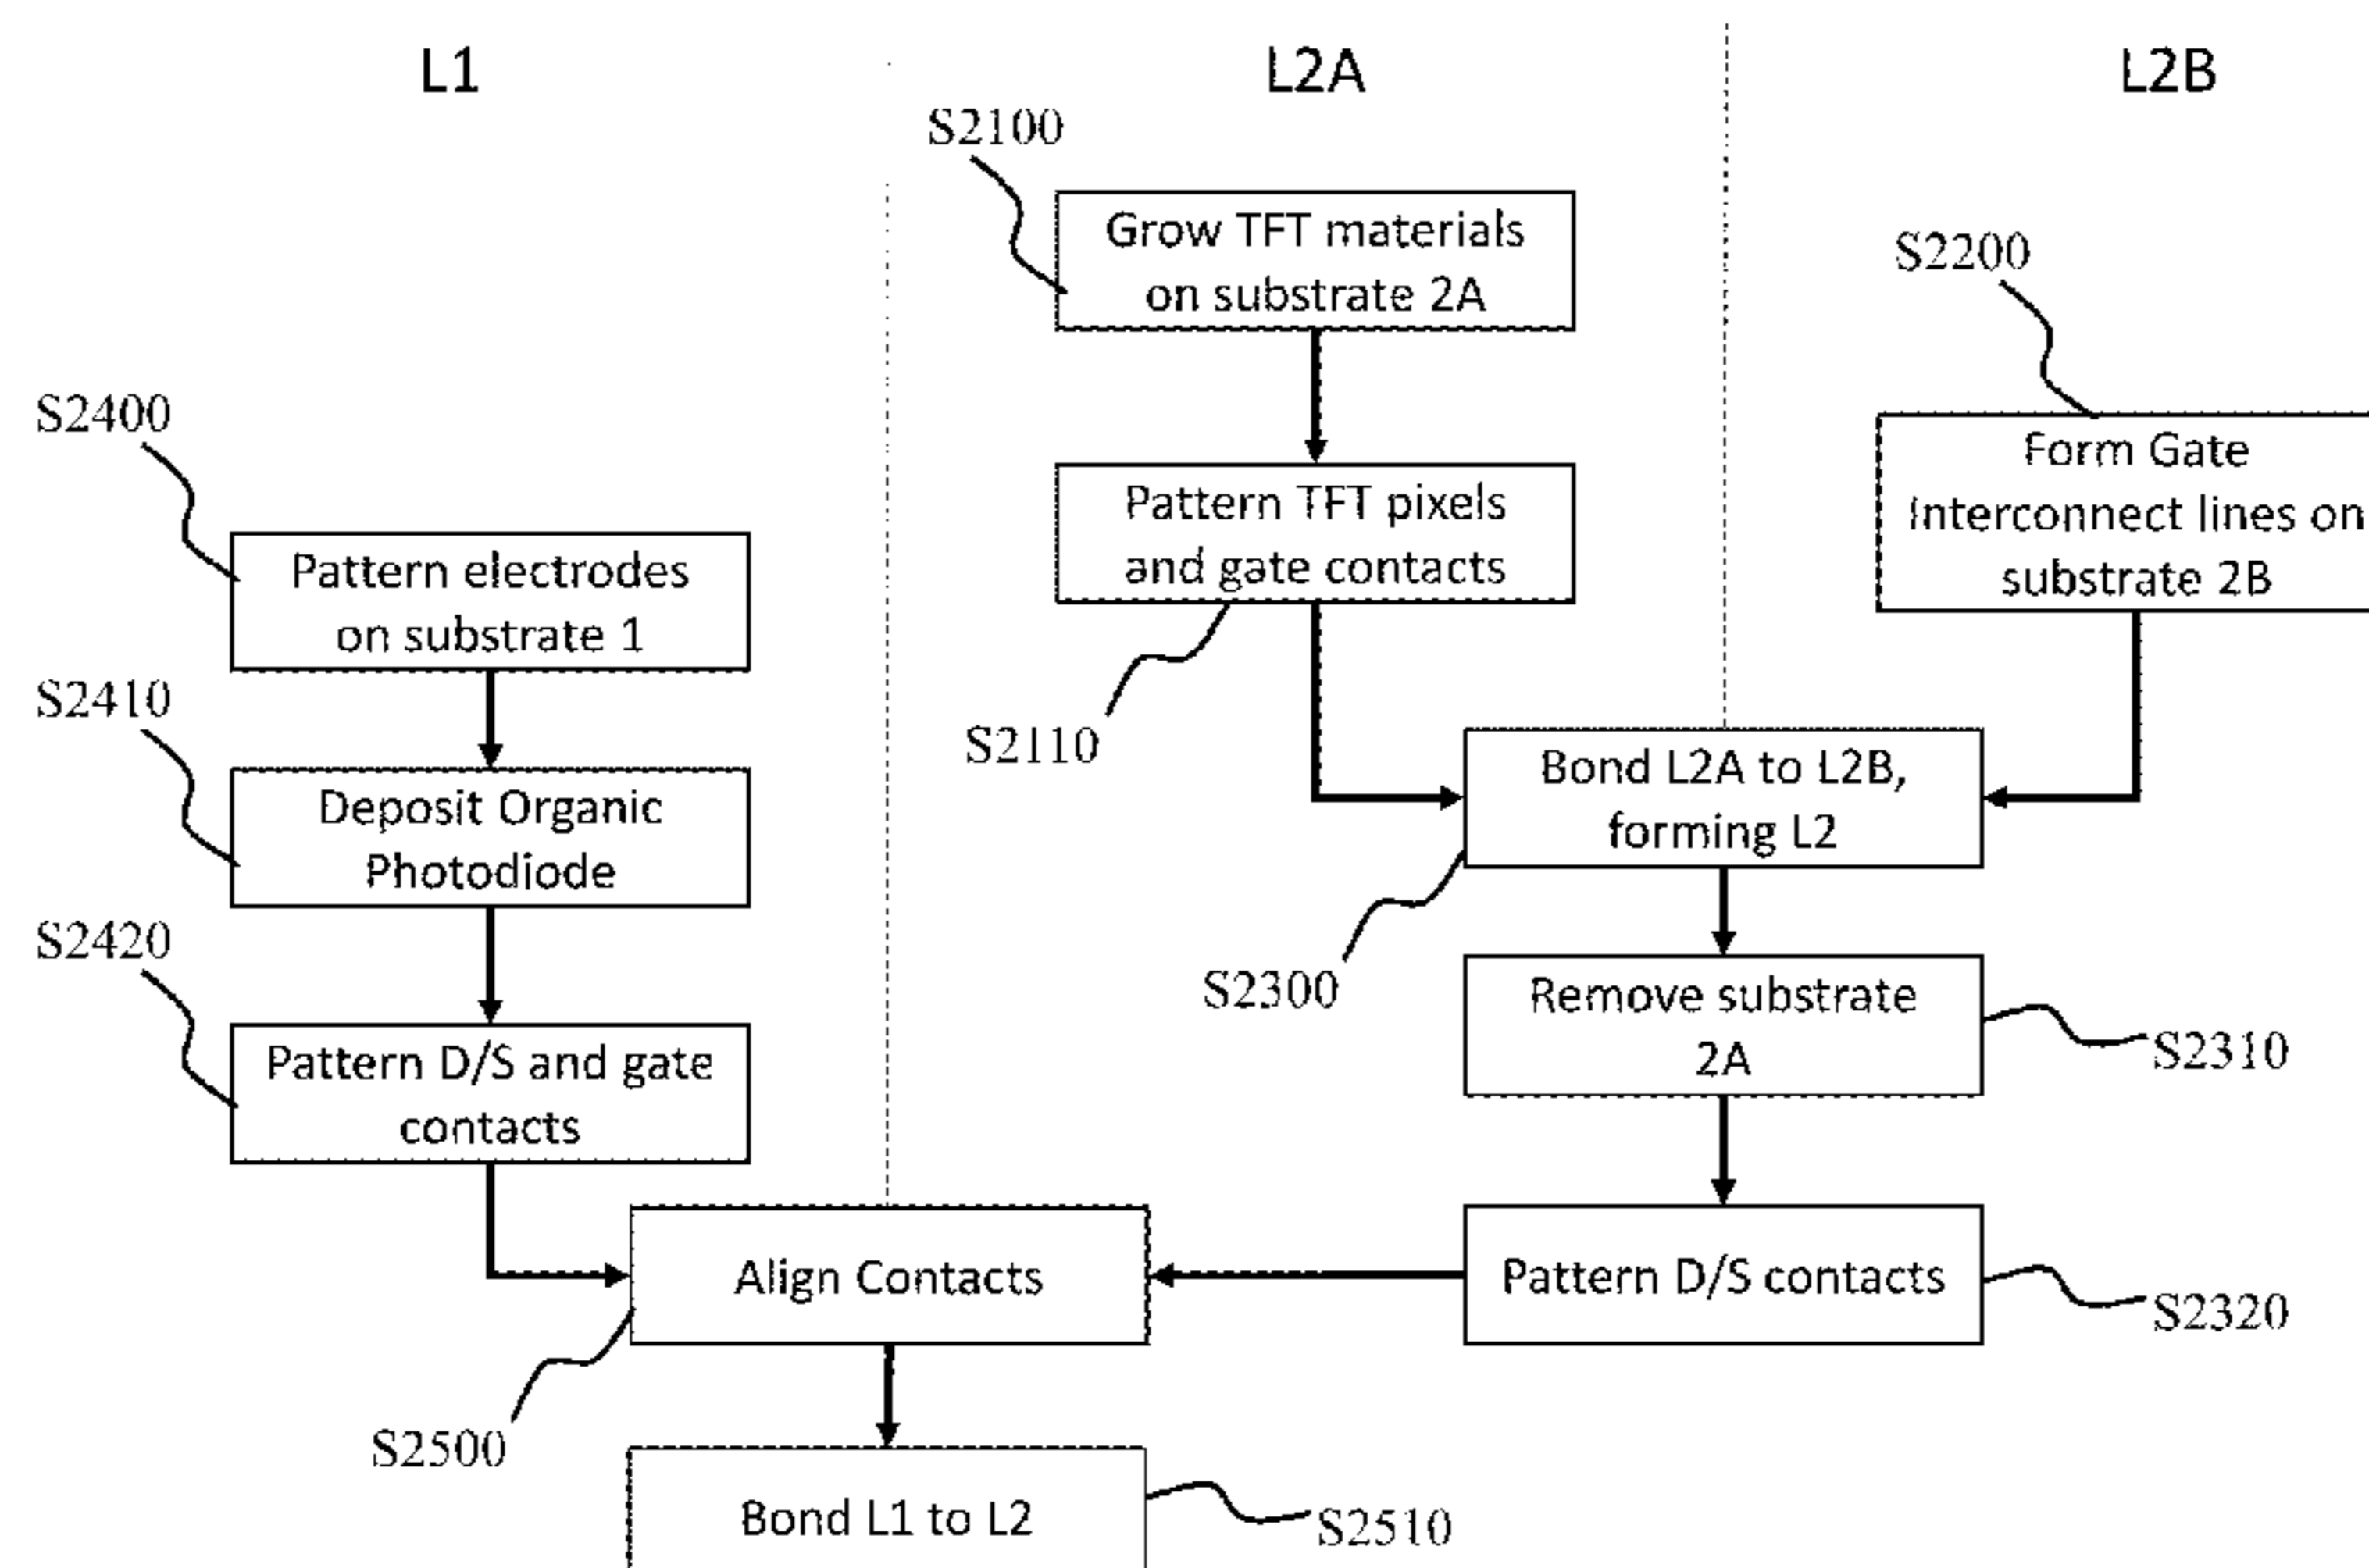 L1
L2A
L2B
S2100
Grow TFT materials
on substrate 2A
S2200
Form Gate
Interconnect lines on
substrate 2B
S2400
Pattern electrodes
on substrate 1
Pattern TFT pixels
and gate contacts
S2110
S2410
Deposit Organic
Photodiode
Bond L2A to L2B,
forming L2
S2300
S2420
Pattern D/S and gate
contacts
Remove substrate
2A
S2310
Align Contacts
S2500
Pattern D/S contacts
S2320
Bond L1 to L2
S2510